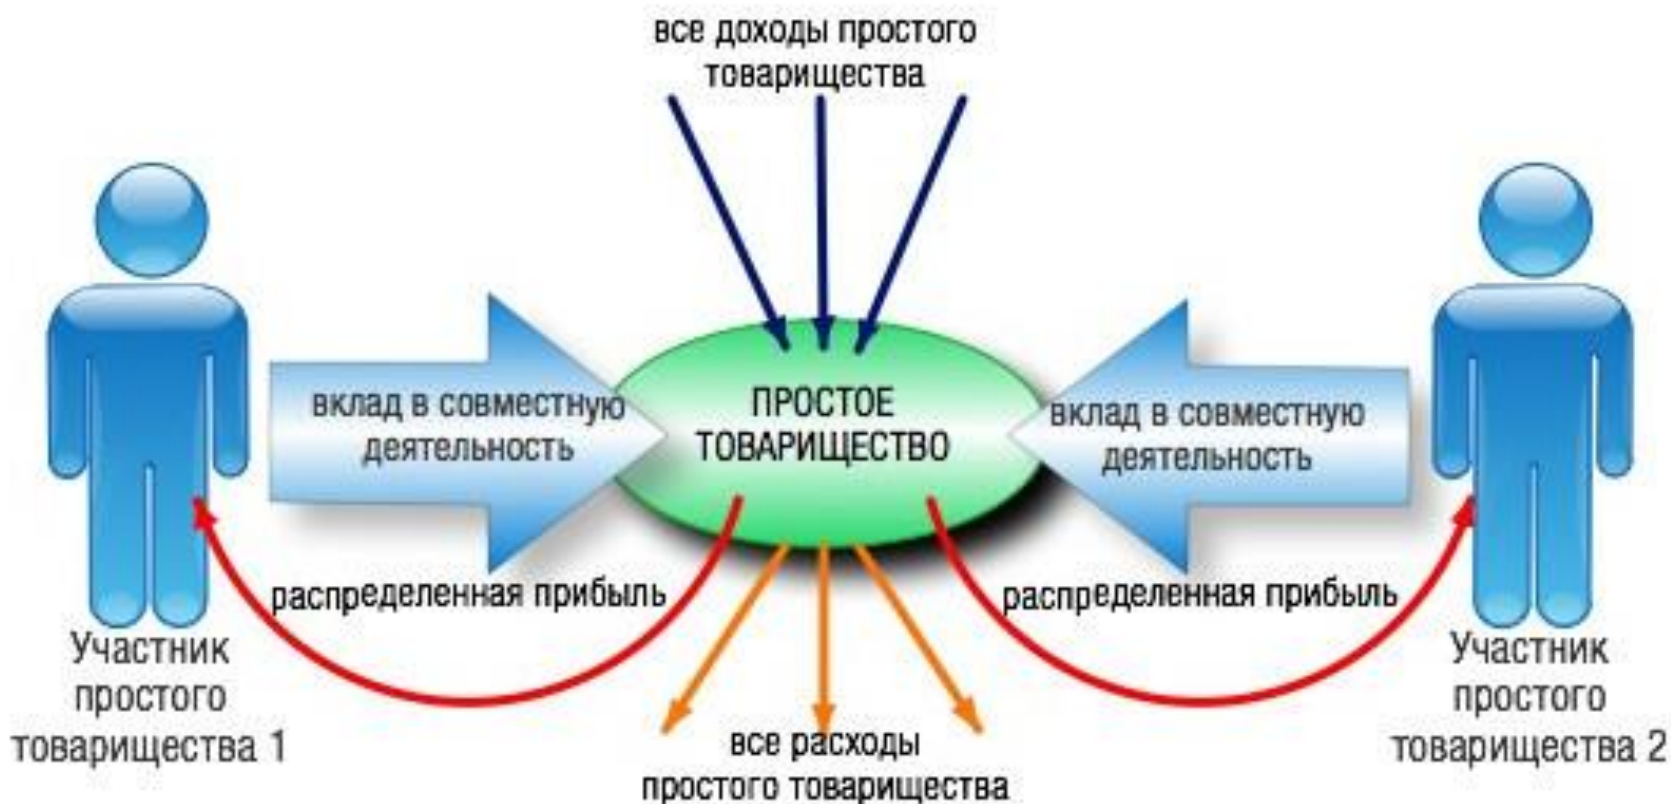 все доходы простого
товарищества
вклад в совместную
деятельность
ПРОСТОЕ
ТОВАРИЩЕСТВО
вклад в совместную
деятельность
распределенная прибыль
распределенная прибыль
Участник
простого
товарищества 1
все расходы
простого товарищества
Участник
простого
товарищества 2